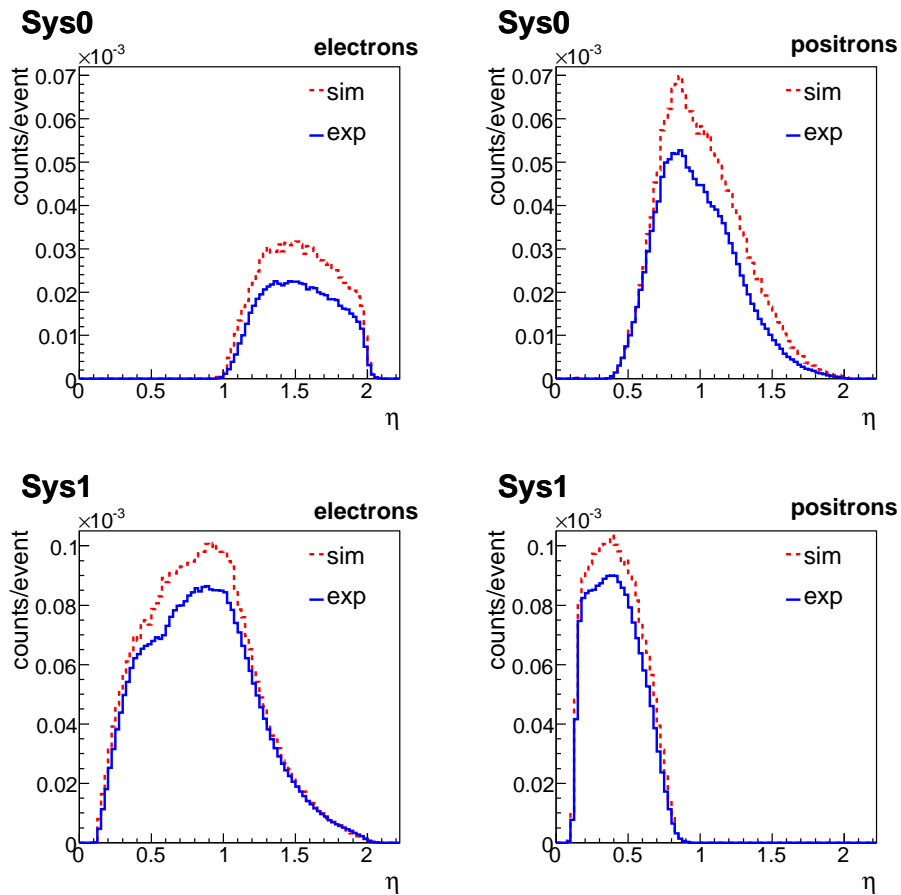 Sys0
×10⁻³
electrons
counts/event
0.07
0.06
0.05
0.04
0.03
0.02
0.01
0
sim
exp
0 0.5 1 1.5 2
η
Sys0
×10⁻³
positrons
counts/event
0.07
0.06
0.05
0.04
0.03
0.02
0.01
0
sim
exp
0 0.5 1 1.5 2
η
Sys1
×10⁻³
electrons
counts/event
0.1
0.08
0.06
0.04
0.02
0
sim
exp
0 0.5 1 1.5 2
η
Sys1
×10⁻³
positrons
counts/event
0.1
0.08
0.06
0.04
0.02
0
sim
exp
0 0.5 1 1.5 2
η